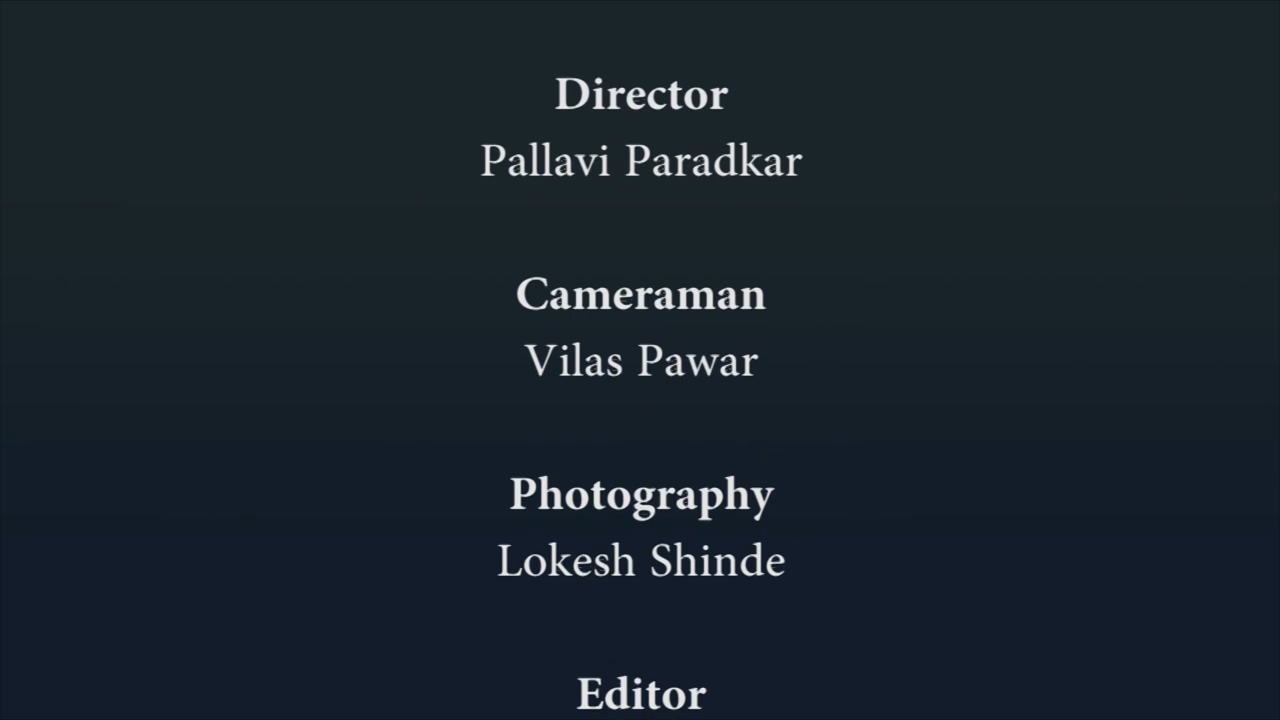 Director
Pallavi Paradkar
Cameraman
Vilas Pawar
Photography
Lokesh Shinde
Editor